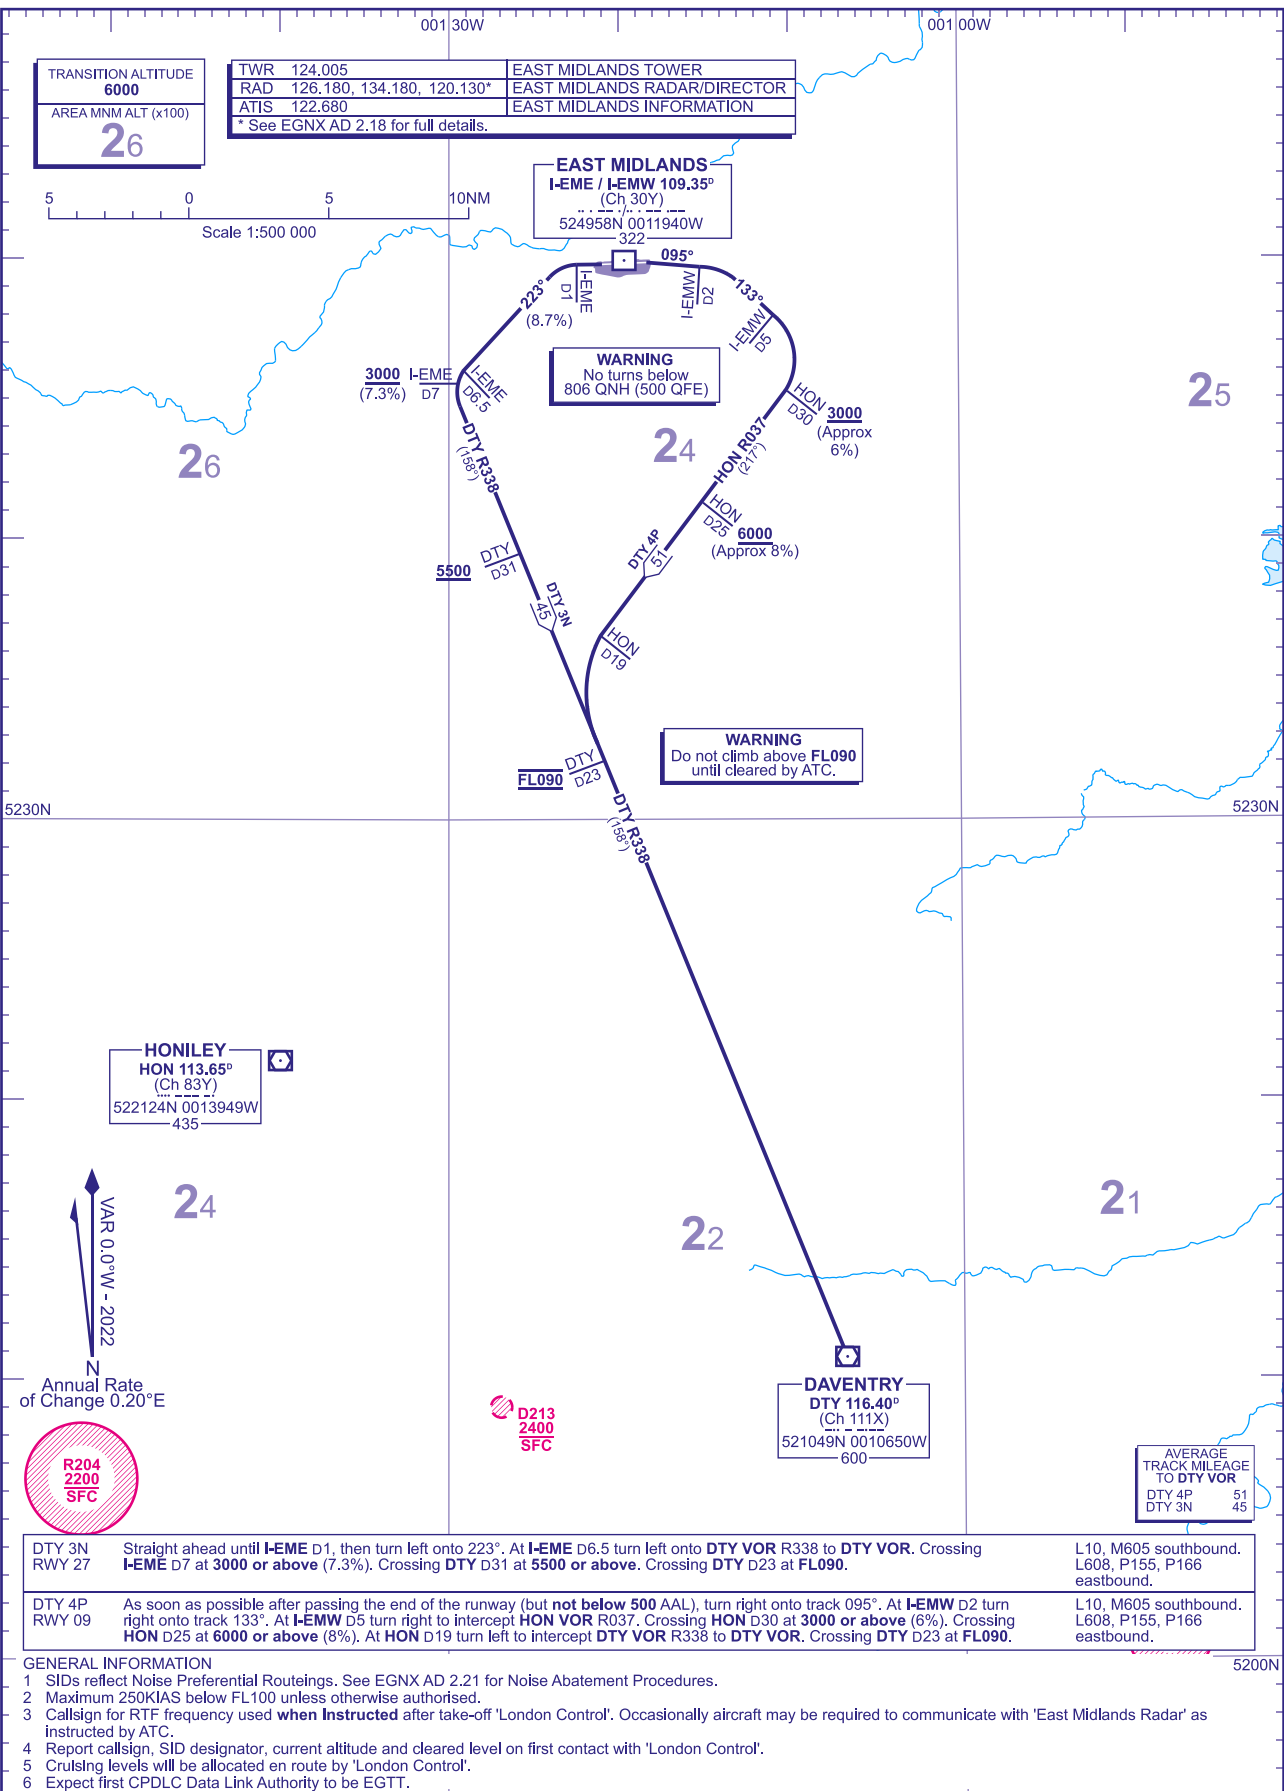 001 30W
001 00W
TRANSITION ALTITUDE
6000
AREA MNM ALT (x100)
26
TWR 124.005 EAST MIDLANDS TOWER
RAD 126.180, 134.180, 120.130* EAST MIDLANDS RADAR/DIRECTOR
ATIS 122.680 EAST MIDLANDS INFORMATION
* See EGNX AD 2.18 for full details.
5 0 5 10NM
Scale 1:500 000
EAST MIDLANDS
I-EME / I-EMW 109.35D
(Ch 30Y)
524958N 0011940W
322
095°
I-EME
D1
I-EMW
D2
133°
223°
(8.7%)
I-EMW
D5
WARNING
No turns below
806 QNH (500 QFE)
3000 I-EME
(7.3%) D7
I-EME
D6.5
HON
D30
3000
(Approx
6%)
25
26
24
DTY R338
(158°)
HON R037
(217°)
HON
D25
6000
(Approx 8%)
DTY 4P
51
5500
DTY
D31
DTY 3N
45
HON
D19
WARNING
Do not climb above FL090
until cleared by ATC.
FL090
DTY
D23
DTY R338
(158°)
5230N
5230N
HONILEY
HON 113.65D
(Ch 83Y)
522124N 0013949W
435
24
22
21
VAR 0.0°W - 2022
N
Annual Rate
of Change 0.20°E
R204
2200
SFC
D213
2400
SFC
DAVENTRY
DTY 116.40D
(Ch 111X)
521049N 0010650W
600
AVERAGE
TRACK MILEAGE
TO DTY VOR
DTY 4P 51
DTY 3N 45
DTY 3N Straight ahead until I-EME D1, then turn left onto 223°. At I-EME D6.5 turn left onto DTY VOR R338 to DTY VOR. Crossing L10, M605 southbound.
RWY 27 I-EME D7 at 3000 or above (7.3%). Crossing DTY D31 at 5500 or above. Crossing DTY D23 at FL090. L608, P155, P166
eastbound.
DTY 4P As soon as possible after passing the end of the runway (but not below 500 AAL), turn right onto track 095°. At I-EMW D2 turn L10, M605 southbound.
RWY 09 right onto track 133°. At I-EMW D5 turn right to intercept HON VOR R037. Crossing HON D30 at 3000 or above (6%). Crossing L608, P155, P166
HON D25 at 6000 or above (8%). At HON D19 turn left to intercept DTY VOR R338 to DTY VOR. Crossing DTY D23 at FL090. eastbound.
5200N
GENERAL INFORMATION
1 SIDs reflect Noise Preferential Routeings. See EGNX AD 2.21 for Noise Abatement Procedures.
2 Maximum 250KIAS below FL100 unless otherwise authorised.
3 Callsign for RTF frequency used when Instructed after take-off 'London Control'. Occasionally aircraft may be required to communicate with 'East Midlands Radar' as
instructed by ATC.
4 Report callsign, SID designator, current altitude and cleared level on first contact with 'London Control'.
5 Cruising levels will be allocated en route by 'London Control'.
6 Expect first CPDLC Data Link Authority to be EGTT.